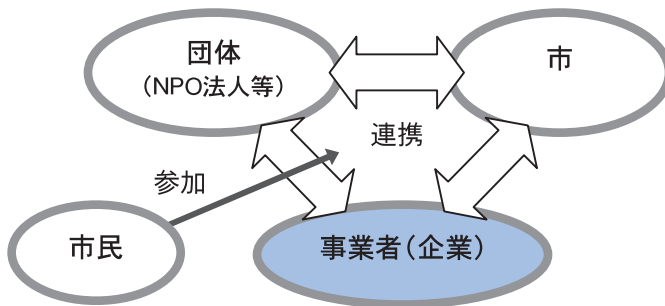 団体
（NPO法人等）
市
連携
参加
市民
事業者（企業）